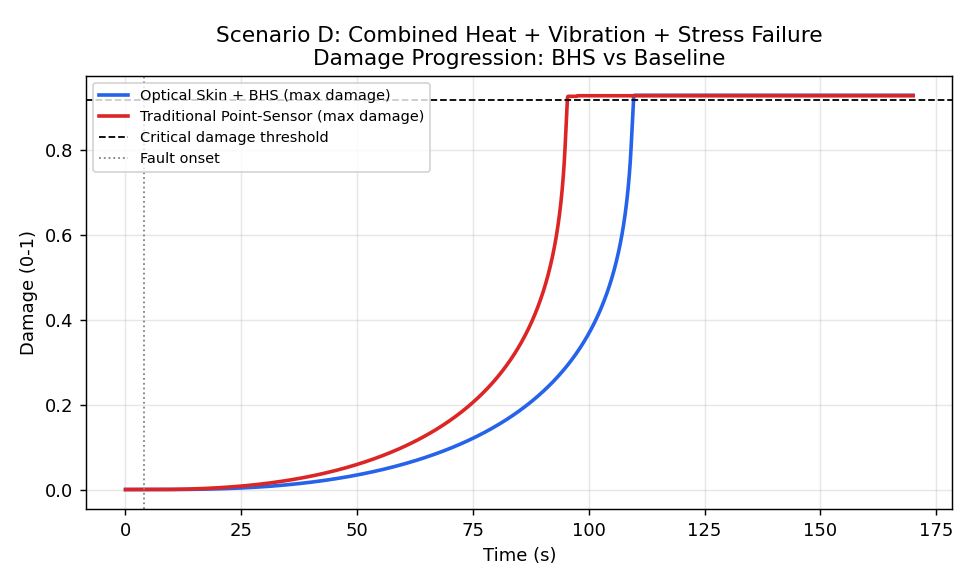 Scenario D: Combined Heat + Vibration + Stress Failure
Damage Progression: BHS vs Baseline
Optical Skin + BHS (max damage)
Traditional Point-Sensor (max damage)
Critical damage threshold
Fault onset
Damage (0-1)
0.8
0.6
0.4
0.2
0.0
0
25
50
75
100
125
150
175
Time (s)